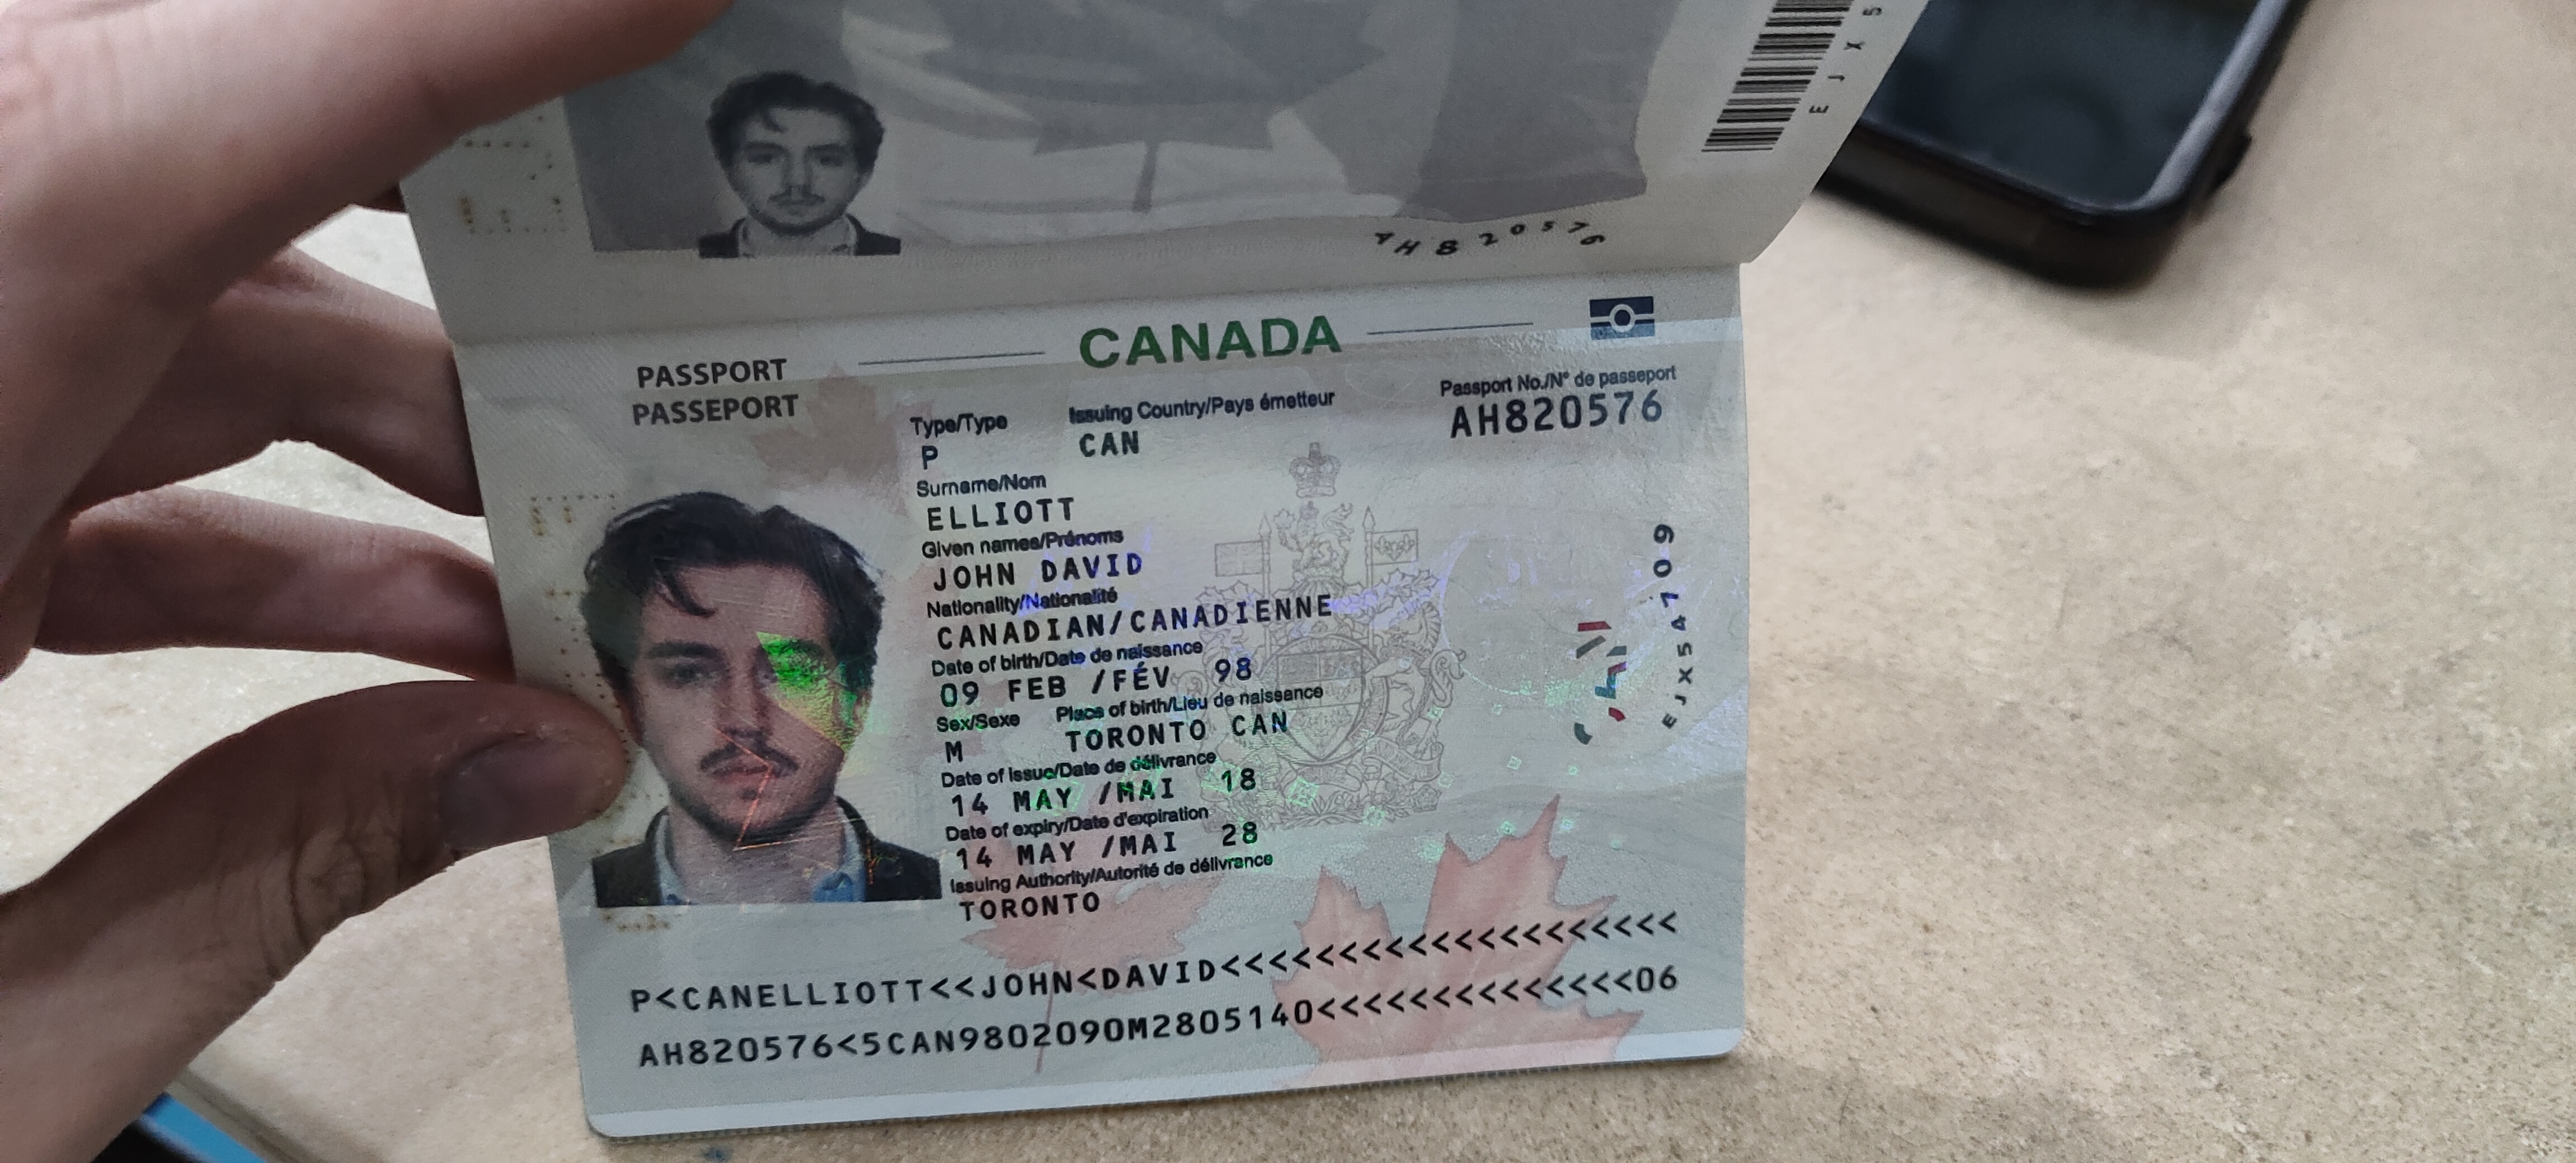 E J X 5
AH820576
CANADA
PASSPORT
PASSEPORT
Type/Type
P
Issuing Country/Pays émetteur
CAN
Passport No./N° de passeport
AH820576
Surname/Nom
ELLIOTT
Given names/Prénoms
JOHN DAVID
Nationality/Nationalité
CANADIAN/CANADIENNE
Date of birth/Date de naissance
09 FEB /FÉV 98
Sex/Sexe
M
Place of birth/Lieu de naissance
TORONTO CAN
Date of issue/Date de délivrance
14 MAY /MAI 18
Date of expiry/Date d'expiration
14 MAY /MAI 28
Issuing Authority/Autorité de délivrance
TORONTO
EJX54709
P<CANELLIOTT<<JOHN<DAVID<<<<<<<<<<<<<<<<<<<<
AH820576<5CAN9802090M2805140<<<<<<<<<<<<<<06